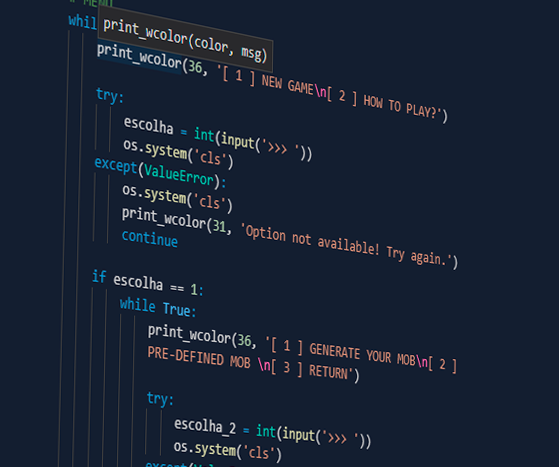 # MENU
whil
print_wcolor(color, msg)
print_wcolor(36, '[ 1 ] NEW GAME\n[ 2 ] HOW TO PLAY?')
try:
escolha = int(input('>>> '))
os.system('cls')
except(ValueError):
os.system('cls')
print_wcolor(31, 'Option not available! Try again.')
continue
if escolha == 1:
while True:
print_wcolor(36, '[ 1 ] GENERATE YOUR MOB\n[ 2 ]
PRE-DEFINED MOB \n[ 3 ] RETURN')
try:
escolha_2 = int(input('>>> '))
os.system('cls')